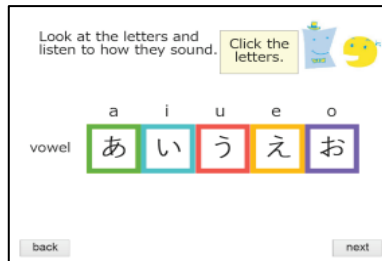 Look at the letters and
listen to how they sound.
Click the
letters.
a i u e o
vowel あ い う え お
back next